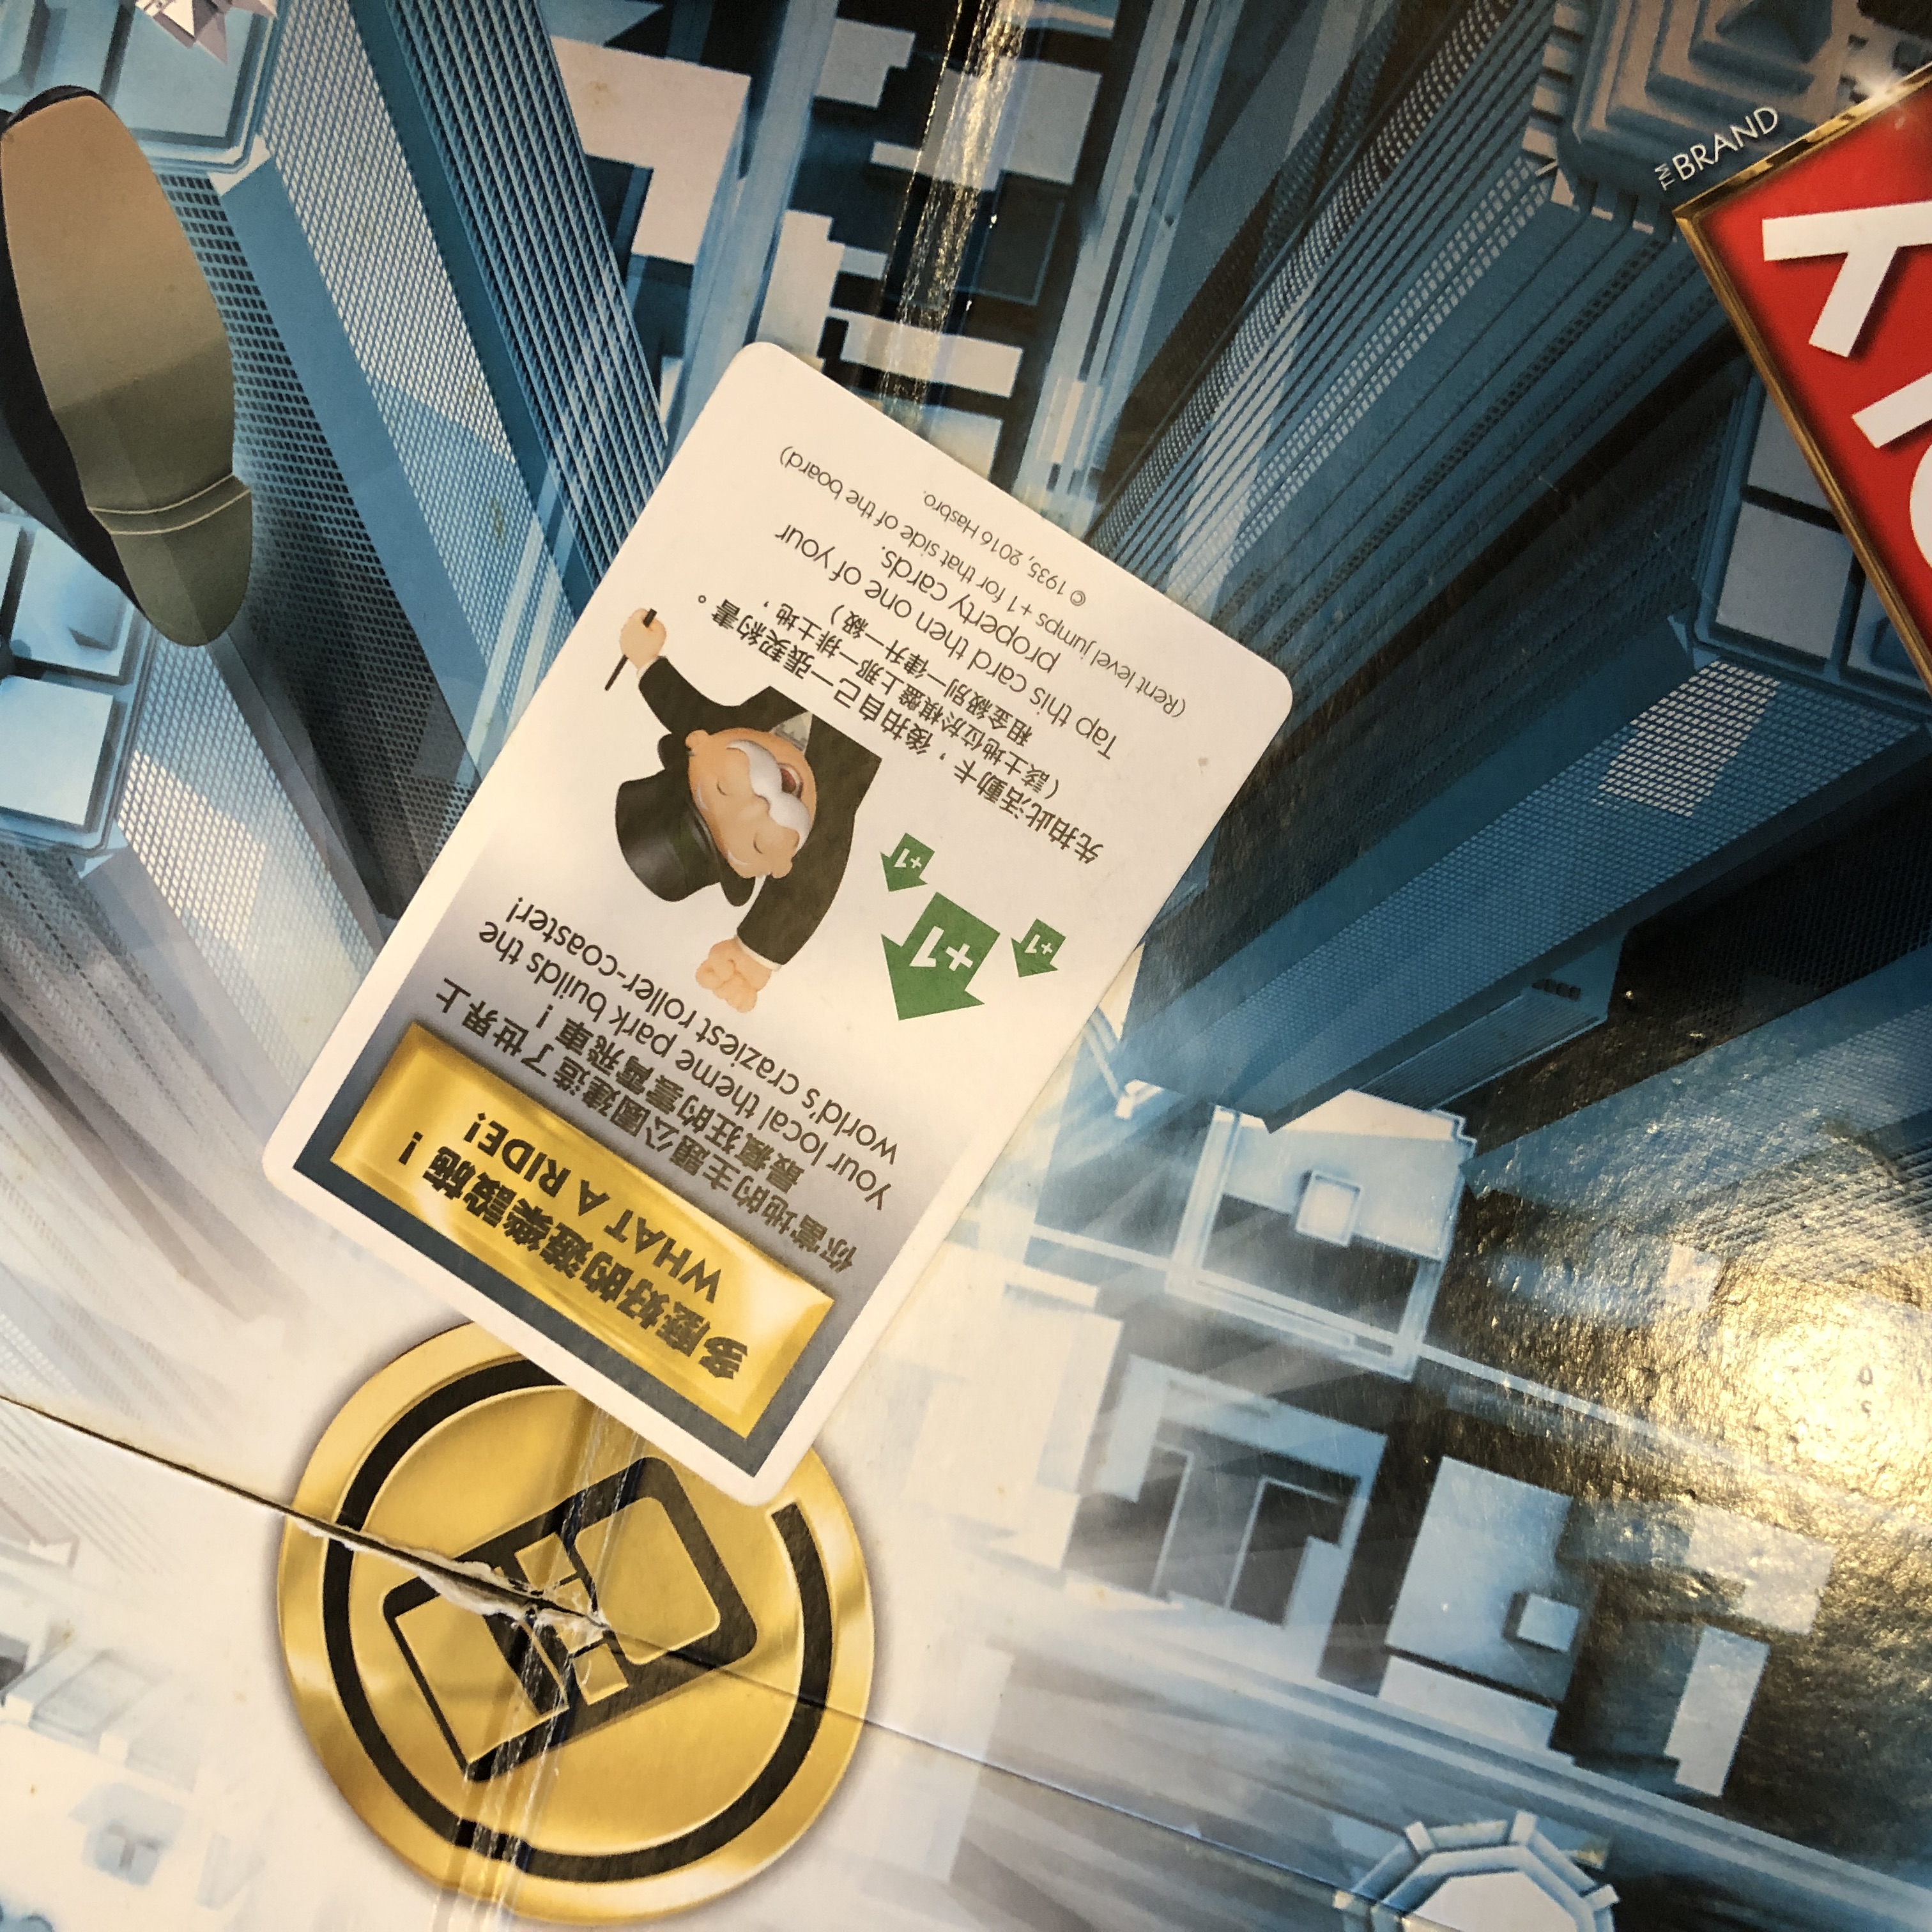 多麼好的遊樂設施！
WHAT A RIDE!
你當地的主題公園建造了世界上
最瘋狂的雲霄飛車！
Your local theme park builds the
world's craziest roller-coaster!
+1
+1
+1
先拍此活動卡，後拍自己一張契約書。
(該土地位於棋盤上那一排土地，
租金級別一律升一級)
Tap this card then one of your
property cards.
(Rent level jumps +1 for that side of the board)
© 1935, 2016 Hasbro.
TM BRAND
OLY